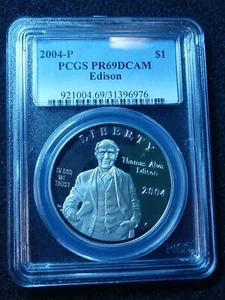 2004-P $1
PCGS PR69DCAM
Edison
921004.69/31396976
LIBERTY
Thomas Alva
Edison
IN GOD
WE
TRUST
2004
P